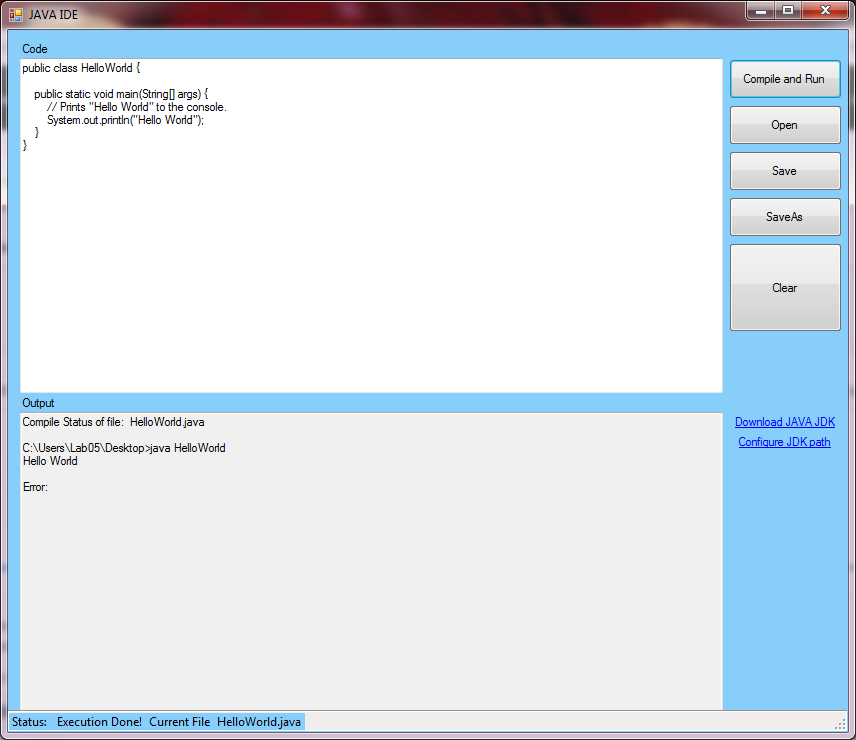 JAVA IDE
Code
public class HelloWorld {
public static void main(String[] args) {
// Prints "Hello World" to the console.
System.out.println("Hello World");
}
}
Compile and Run
Open
Save
SaveAs
Clear
Output
Compile Status of file:  HelloWorld.java
C:\Users\Lab05\Desktop>java HelloWorld
Hello World
Error:
Download JAVA JDK
Configure JDK path
Status:   Execution Done!  Current File  HelloWorld.java